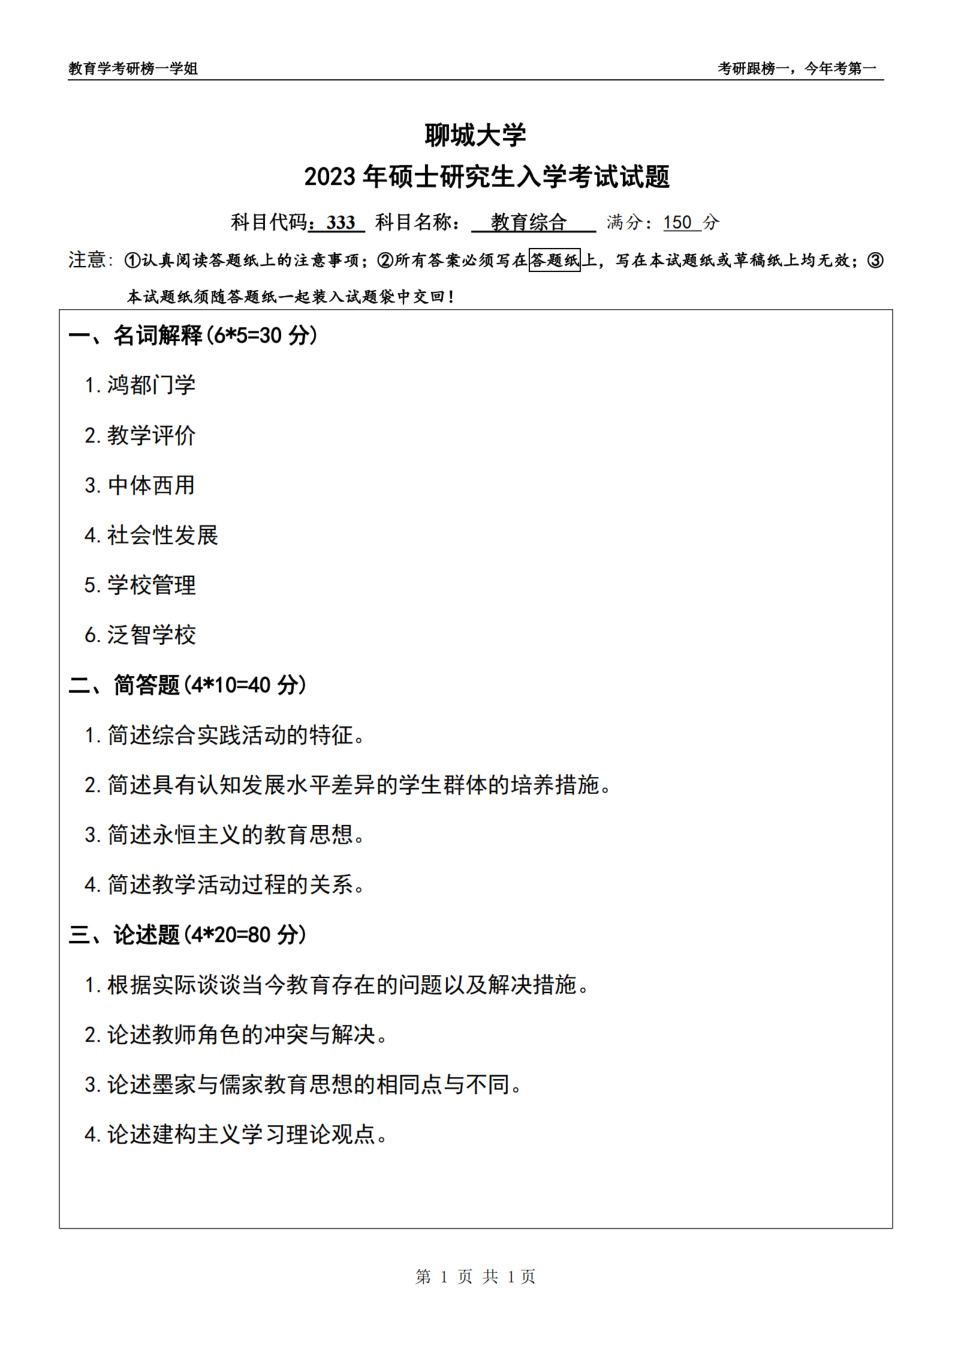 教育学考研榜一学姐 考研跟榜一，今年考第一
聊城大学
2023 年硕士研究生入学考试试题
科目代码：333 科目名称： 教育综合 满分：150 分
注意：①认真阅读答题纸上的注意事项；②所有答案必须写在答题纸上，写在本试题纸或草稿纸上均无效；③
本试题纸须随答题纸一起装入试题袋中交回！
一、名词解释(6*5=30 分)
1.鸿都门学
2.教学评价
3.中体西用
4.社会性发展
5.学校管理
6.泛智学校
二、简答题(4*10=40 分)
1.简述综合实践活动的特征。
2.简述具有认知发展水平差异的学生群体的培养措施。
3.简述永恒主义的教育思想。
4.简述教学活动过程的关系。
三、论述题(4*20=80 分)
1.根据实际谈谈当今教育存在的问题以及解决措施。
2.论述教师角色的冲突与解决。
3.论述墨家与儒家教育思想的相同点与不同。
4.论述建构主义学习理论观点。
第 1 页 共 1页